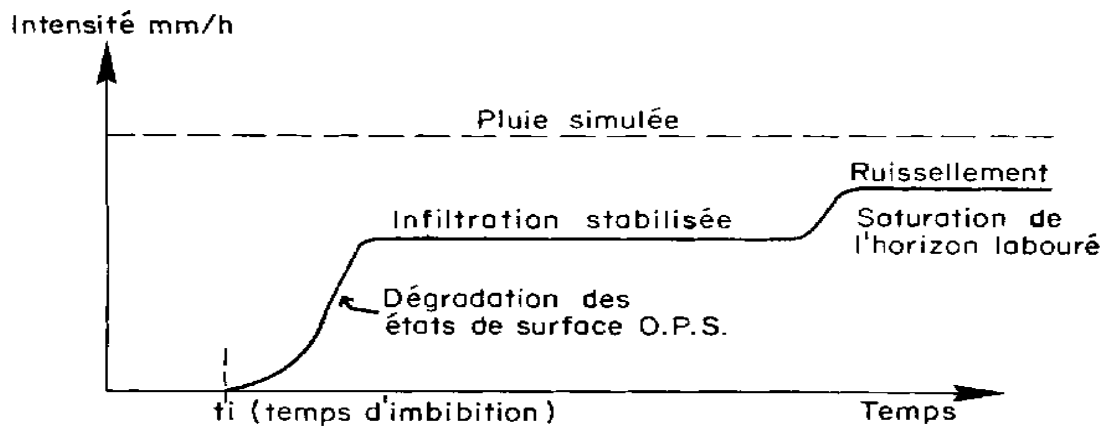 Intensité mm/h
Pluie simulée
Ruissellement
Infiltration stabilisée
Saturation de
l'horizon labouré
Dégradation des
états de surface O.P.S.
ti (temps d'imbibition)
Temps